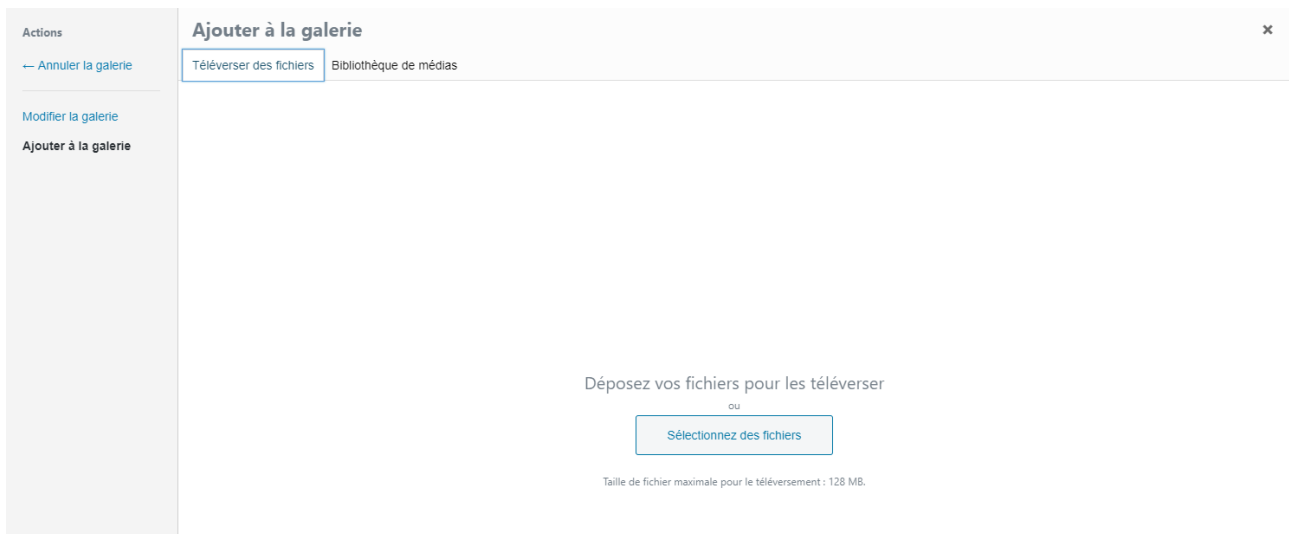 Actions
← Annuler la galerie
Modifier la galerie
Ajouter à la galerie
Ajouter à la galerie
×
Téléverser des fichiers
Bibliothèque de médias
Déposez vos fichiers pour les téléverser
ou
Sélectionnez des fichiers
Taille de fichier maximale pour le téléversement : 128 MB.